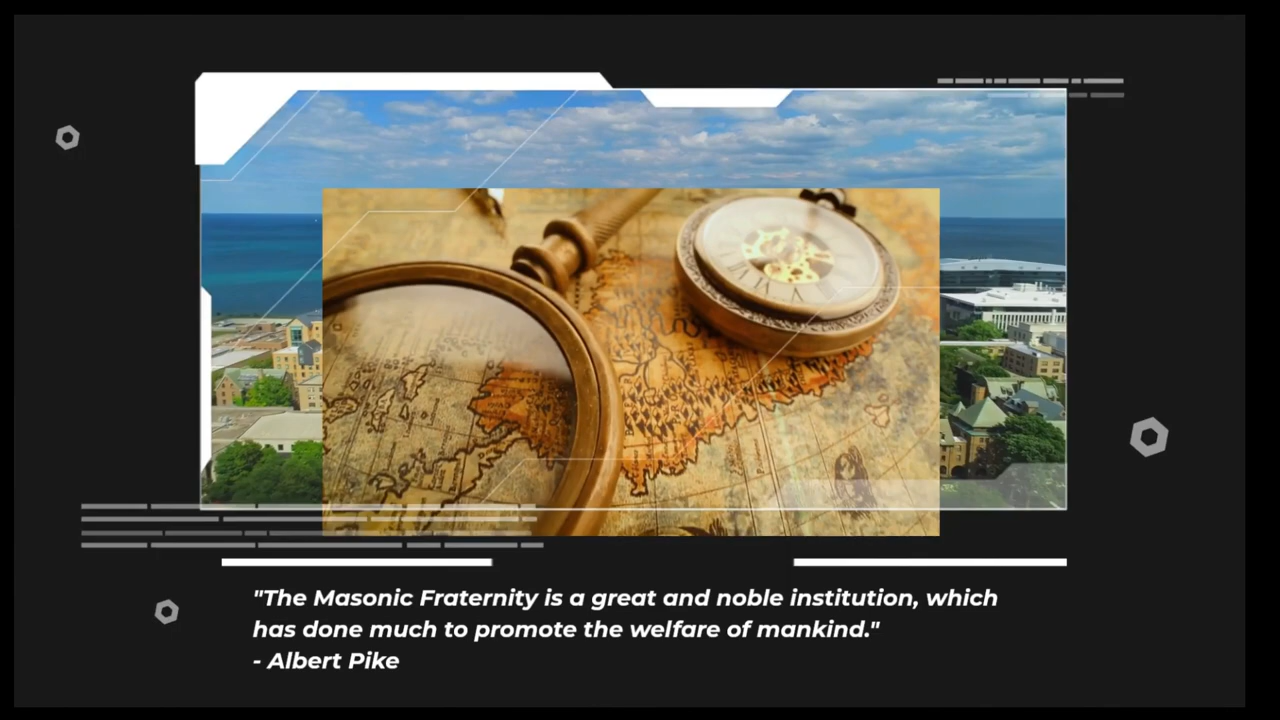 "The Masonic Fraternity is a great and noble institution, which
has done much to promote the welfare of mankind."
- Albert Pike